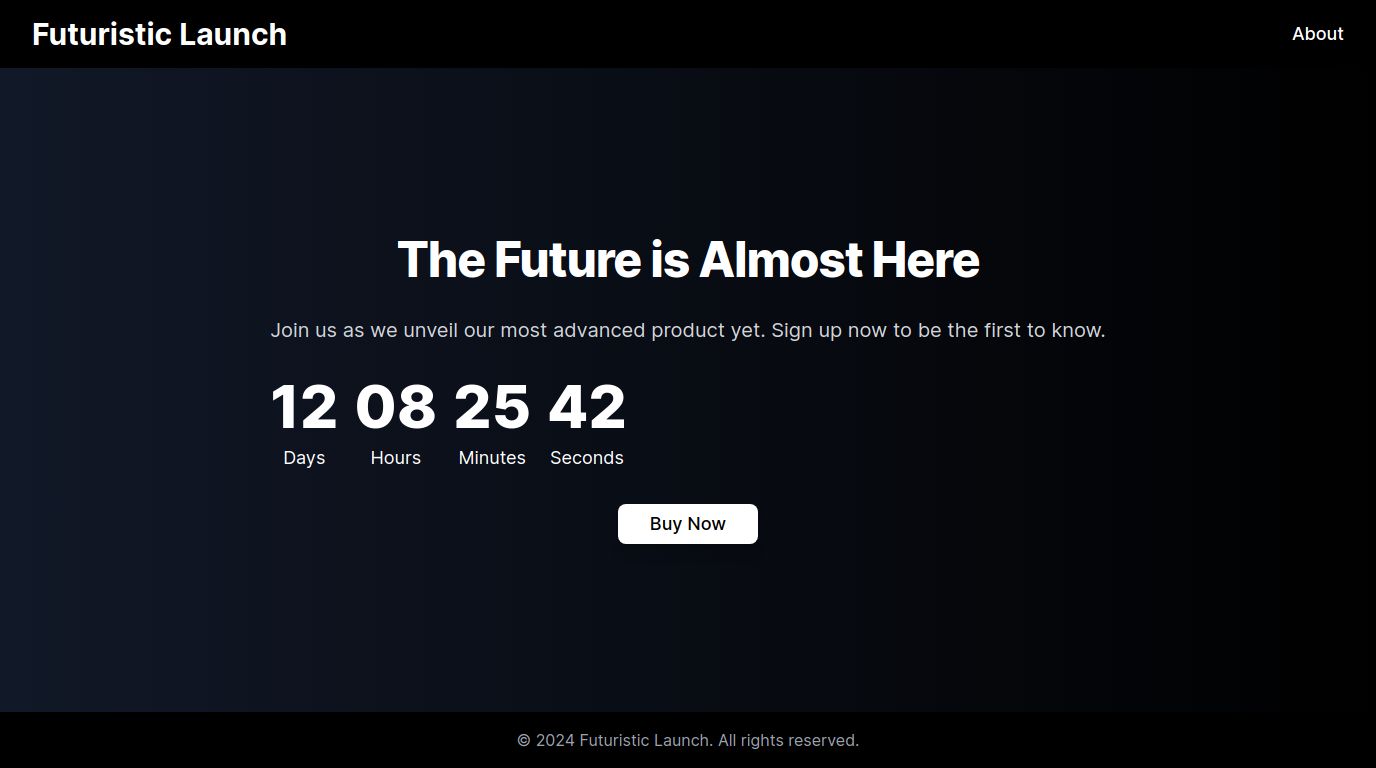 Futuristic Launch
About
The Future is Almost Here
Join us as we unveil our most advanced product yet. Sign up now to be the first to know.
12 08 25 42
Days Hours Minutes Seconds
Buy Now
© 2024 Futuristic Launch. All rights reserved.